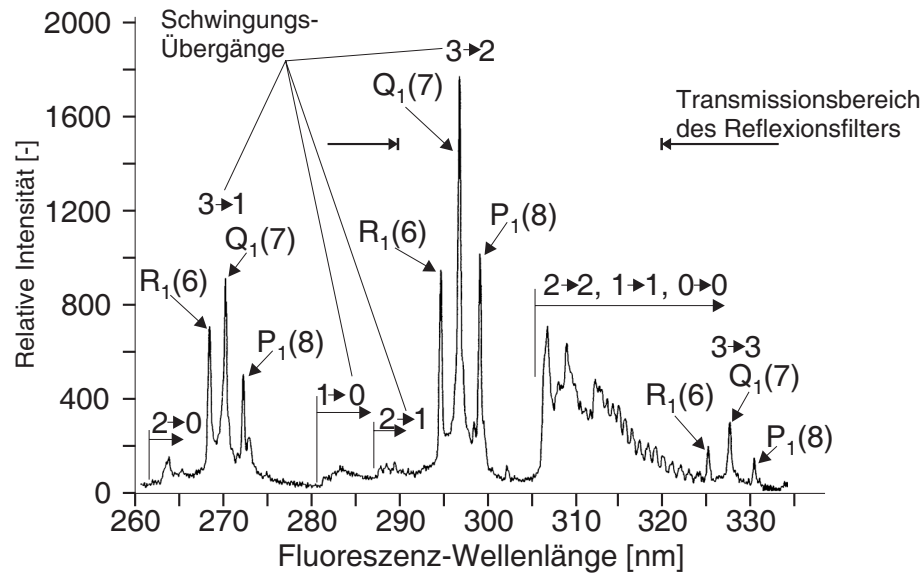 Schwingungs-
Übergänge
3→2
Q₁(7)
Transmissionsbereich
des Reflexionsfilters
3→1
Q₁(7)
R₁(6)
P₁(8)
R₁(6)
P₁(8)
2→0
1→0
2→1
2→2, 1→1, 0→0
3→3
R₁(6)
Q₁(7)
P₁(8)
Relative Intensität [-]
2000
1600
1200
800
400
0
260 270 280 290 300 310 320 330
Fluoreszenz-Wellenlänge [nm]